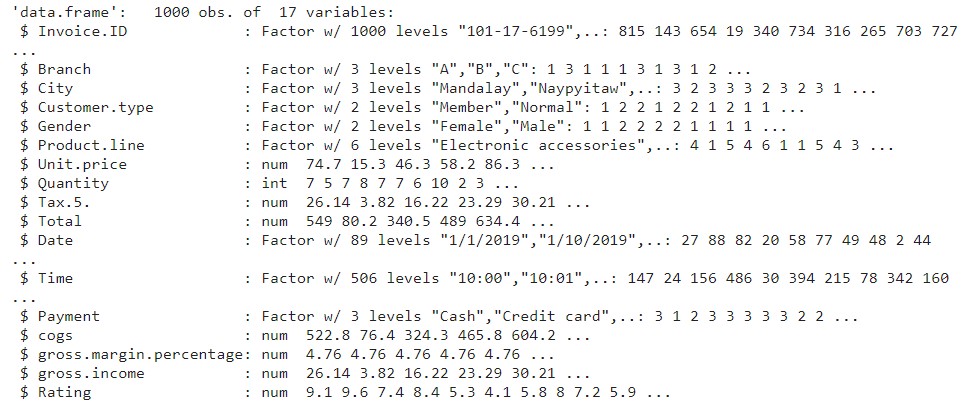 'data.frame':   1000 obs. of  17 variables:
 $ Invoice.ID             : Factor w/ 1000 levels "101-17-6199",..: 815 143 654 19 340 734 316 265 703 727
...
 $ Branch                 : Factor w/ 3 levels "A","B","C": 1 3 1 1 1 3 1 3 1 2 ...
 $ City                   : Factor w/ 3 levels "Mandalay","Naypyitaw",..: 3 2 3 3 3 2 3 2 3 1 ...
 $ Customer.type          : Factor w/ 2 levels "Member","Normal": 1 2 2 1 2 2 1 2 1 1 ...
 $ Gender                 : Factor w/ 2 levels "Female","Male": 1 1 2 2 2 2 1 1 1 1 ...
 $ Product.line           : Factor w/ 6 levels "Electronic accessories",..: 4 1 5 4 6 1 1 5 4 3 ...
 $ Unit.price             : num  74.7 15.3 46.3 58.2 86.3 ...
 $ Quantity               : int  7 5 7 8 7 7 6 10 2 3 ...
 $ Tax.5.                 : num  26.14 3.82 16.22 23.29 30.21 ...
 $ Total                  : num  549 80.2 340.5 489 634.4 ...
 $ Date                   : Factor w/ 89 levels "1/1/2019","1/10/2019",..: 27 88 82 20 58 77 49 48 2 44
...
 $ Time                   : Factor w/ 506 levels "10:00","10:01",..: 147 24 156 486 30 394 215 78 342 160
...
 $ Payment                : Factor w/ 3 levels "Cash","Credit card",..: 3 1 2 3 3 3 3 3 2 2 ...
 $ cogs                   : num  522.8 76.4 324.3 465.8 604.2 ...
 $ gross.margin.percentage: num  4.76 4.76 4.76 4.76 4.76 ...
 $ gross.income           : num  26.14 3.82 16.22 23.29 30.21 ...
 $ Rating                 : num  9.1 9.6 7.4 8.4 5.3 4.1 5.8 8 7.2 5.9 ...